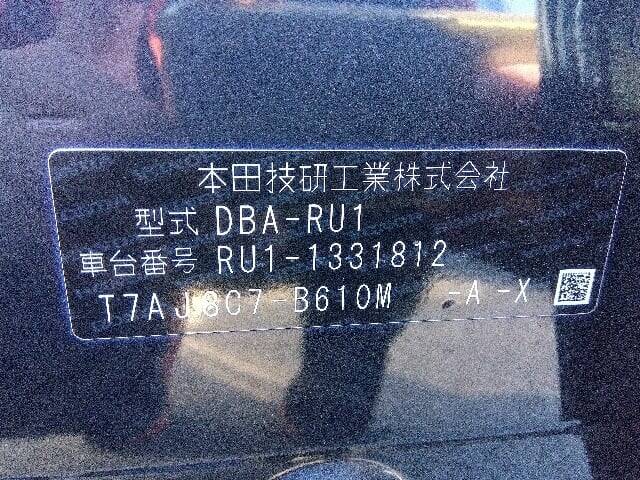 本田技研工業株式会社
型式 DBA-RU1
車台番号 RU1-1331812
T7AJ8C7-B610M -A -X